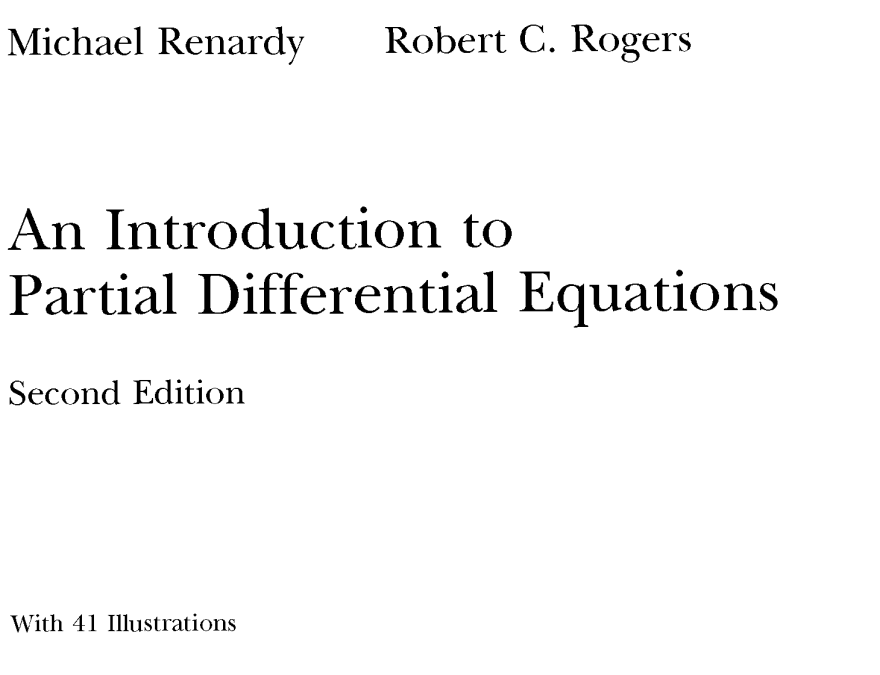 Michael Renardy Robert C. Rogers
An Introduction to
Partial Differential Equations
Second Edition
With 41 Illustrations